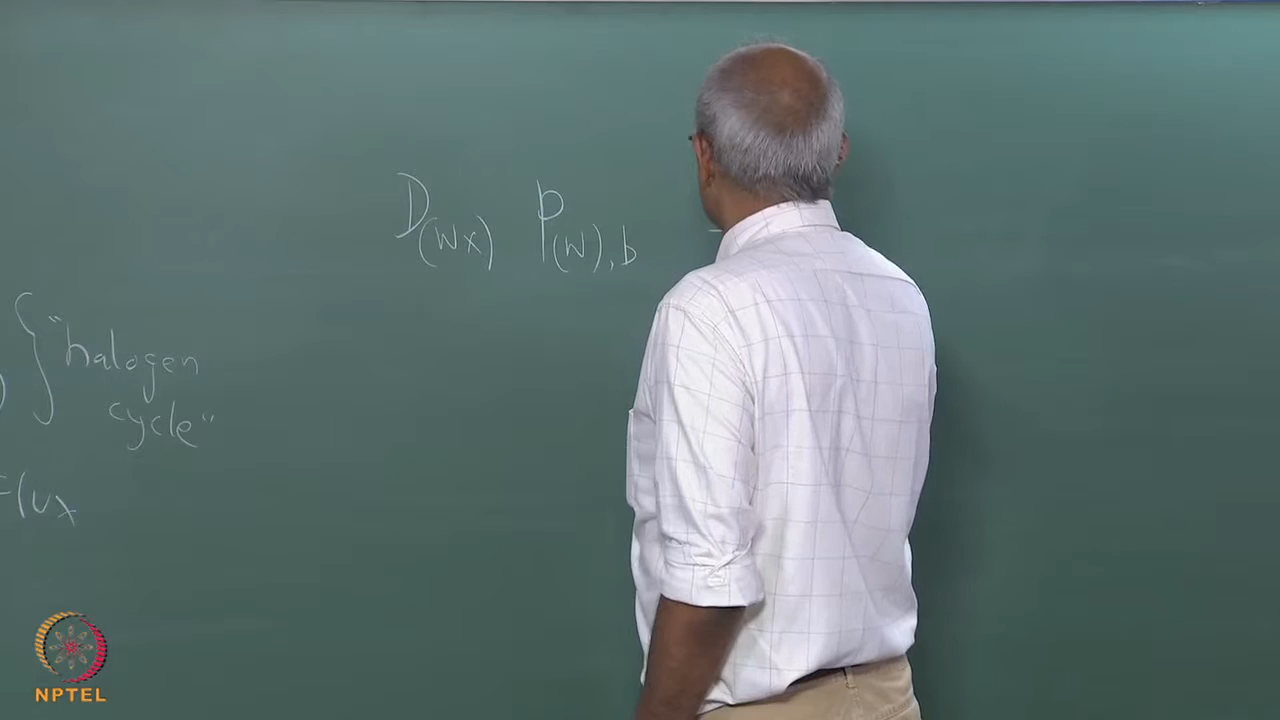 D(Wx) P(W),b
"halogen
cycle"
Flux
NPTEL